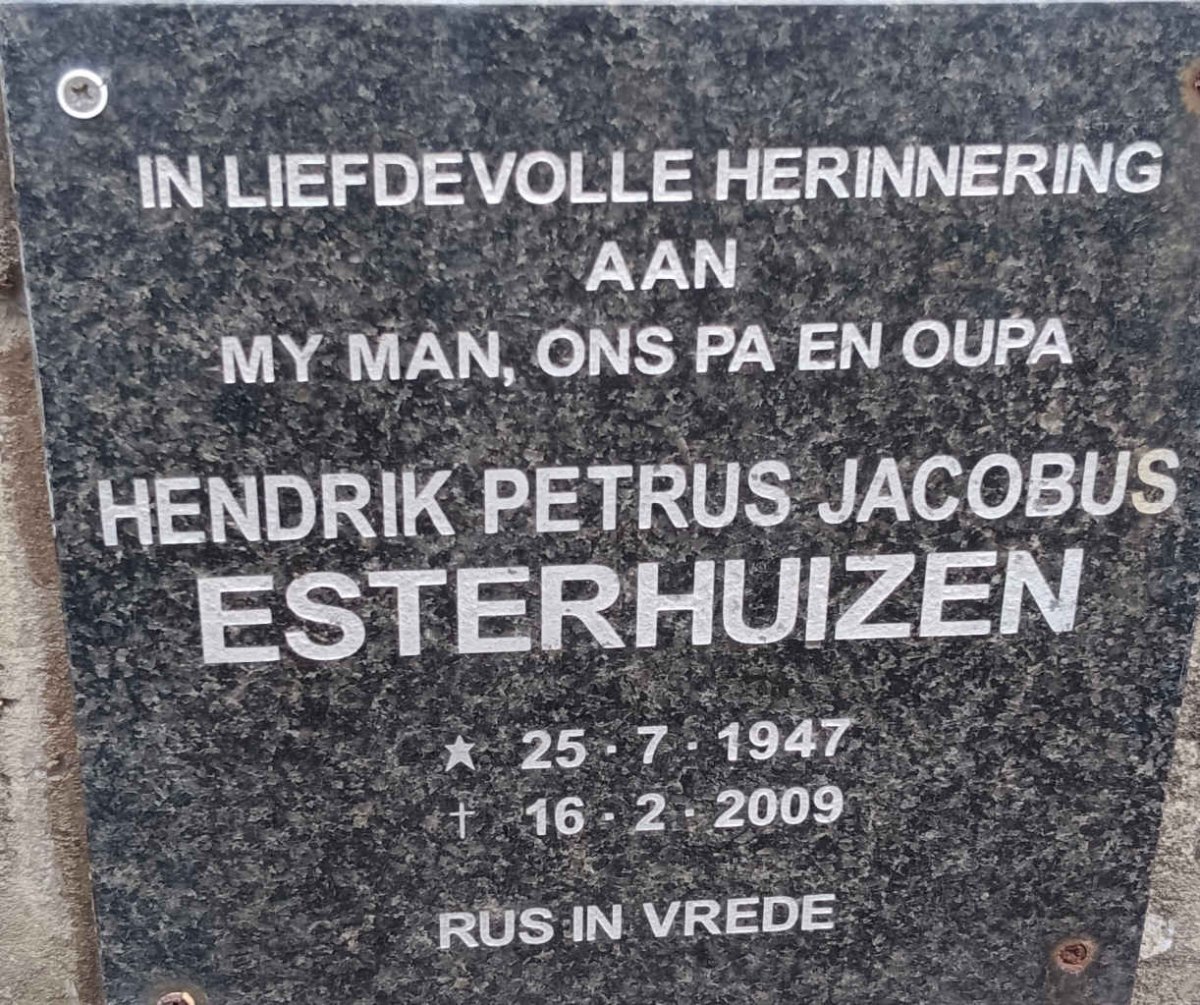 IN LIEFDEVOLLE HERINNERING
AAN
MY MAN, ONS PA EN OUPA
HENDRIK PETRUS JACOBUS
ESTERHUIZEN
★ 25 · 7 · 1947
† 16 · 2 · 2009
RUS IN VREDE